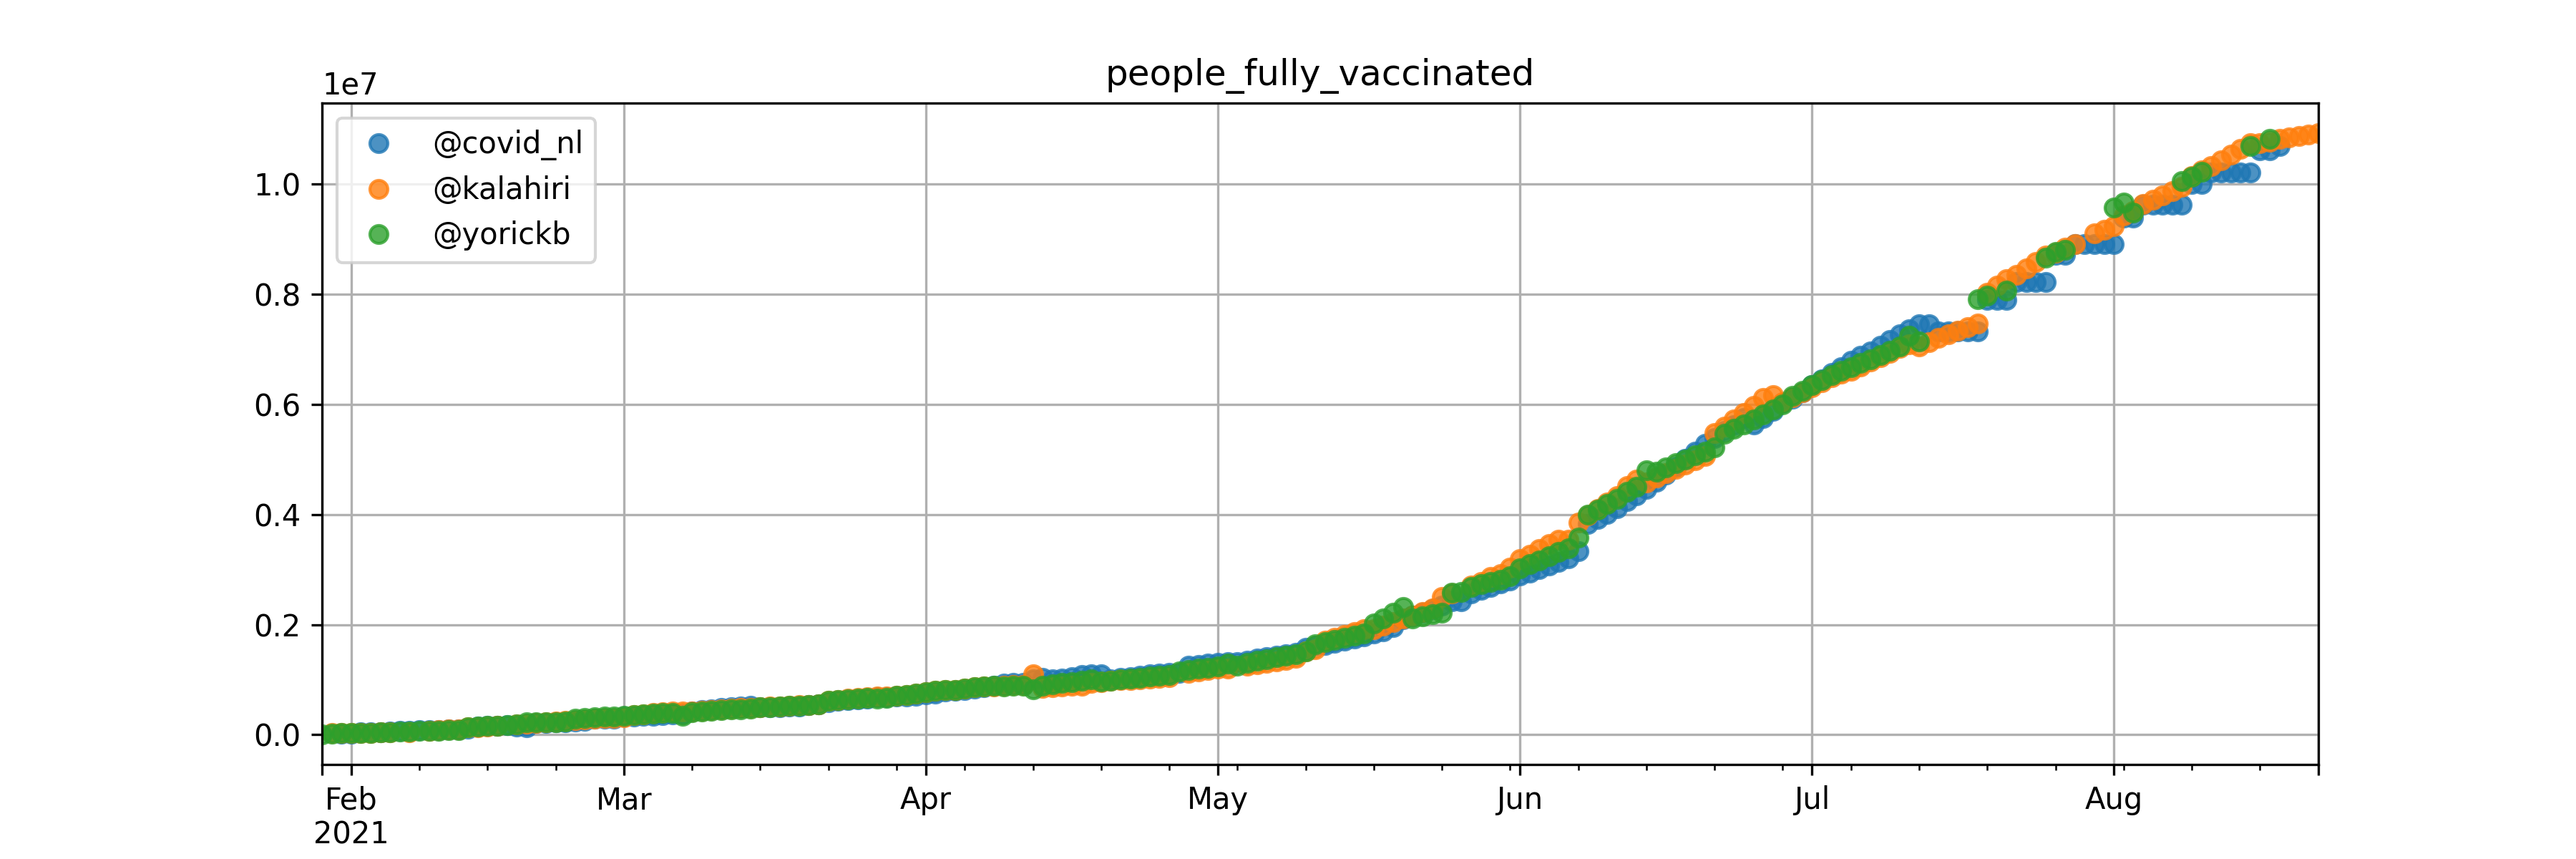 people_fully_vaccinated
1e7
@covid_nl
@kalahiri
@yorickb
1.0
0.8
0.6
0.4
0.2
0.0
Feb Mar Apr May Jun Jul Aug
2021